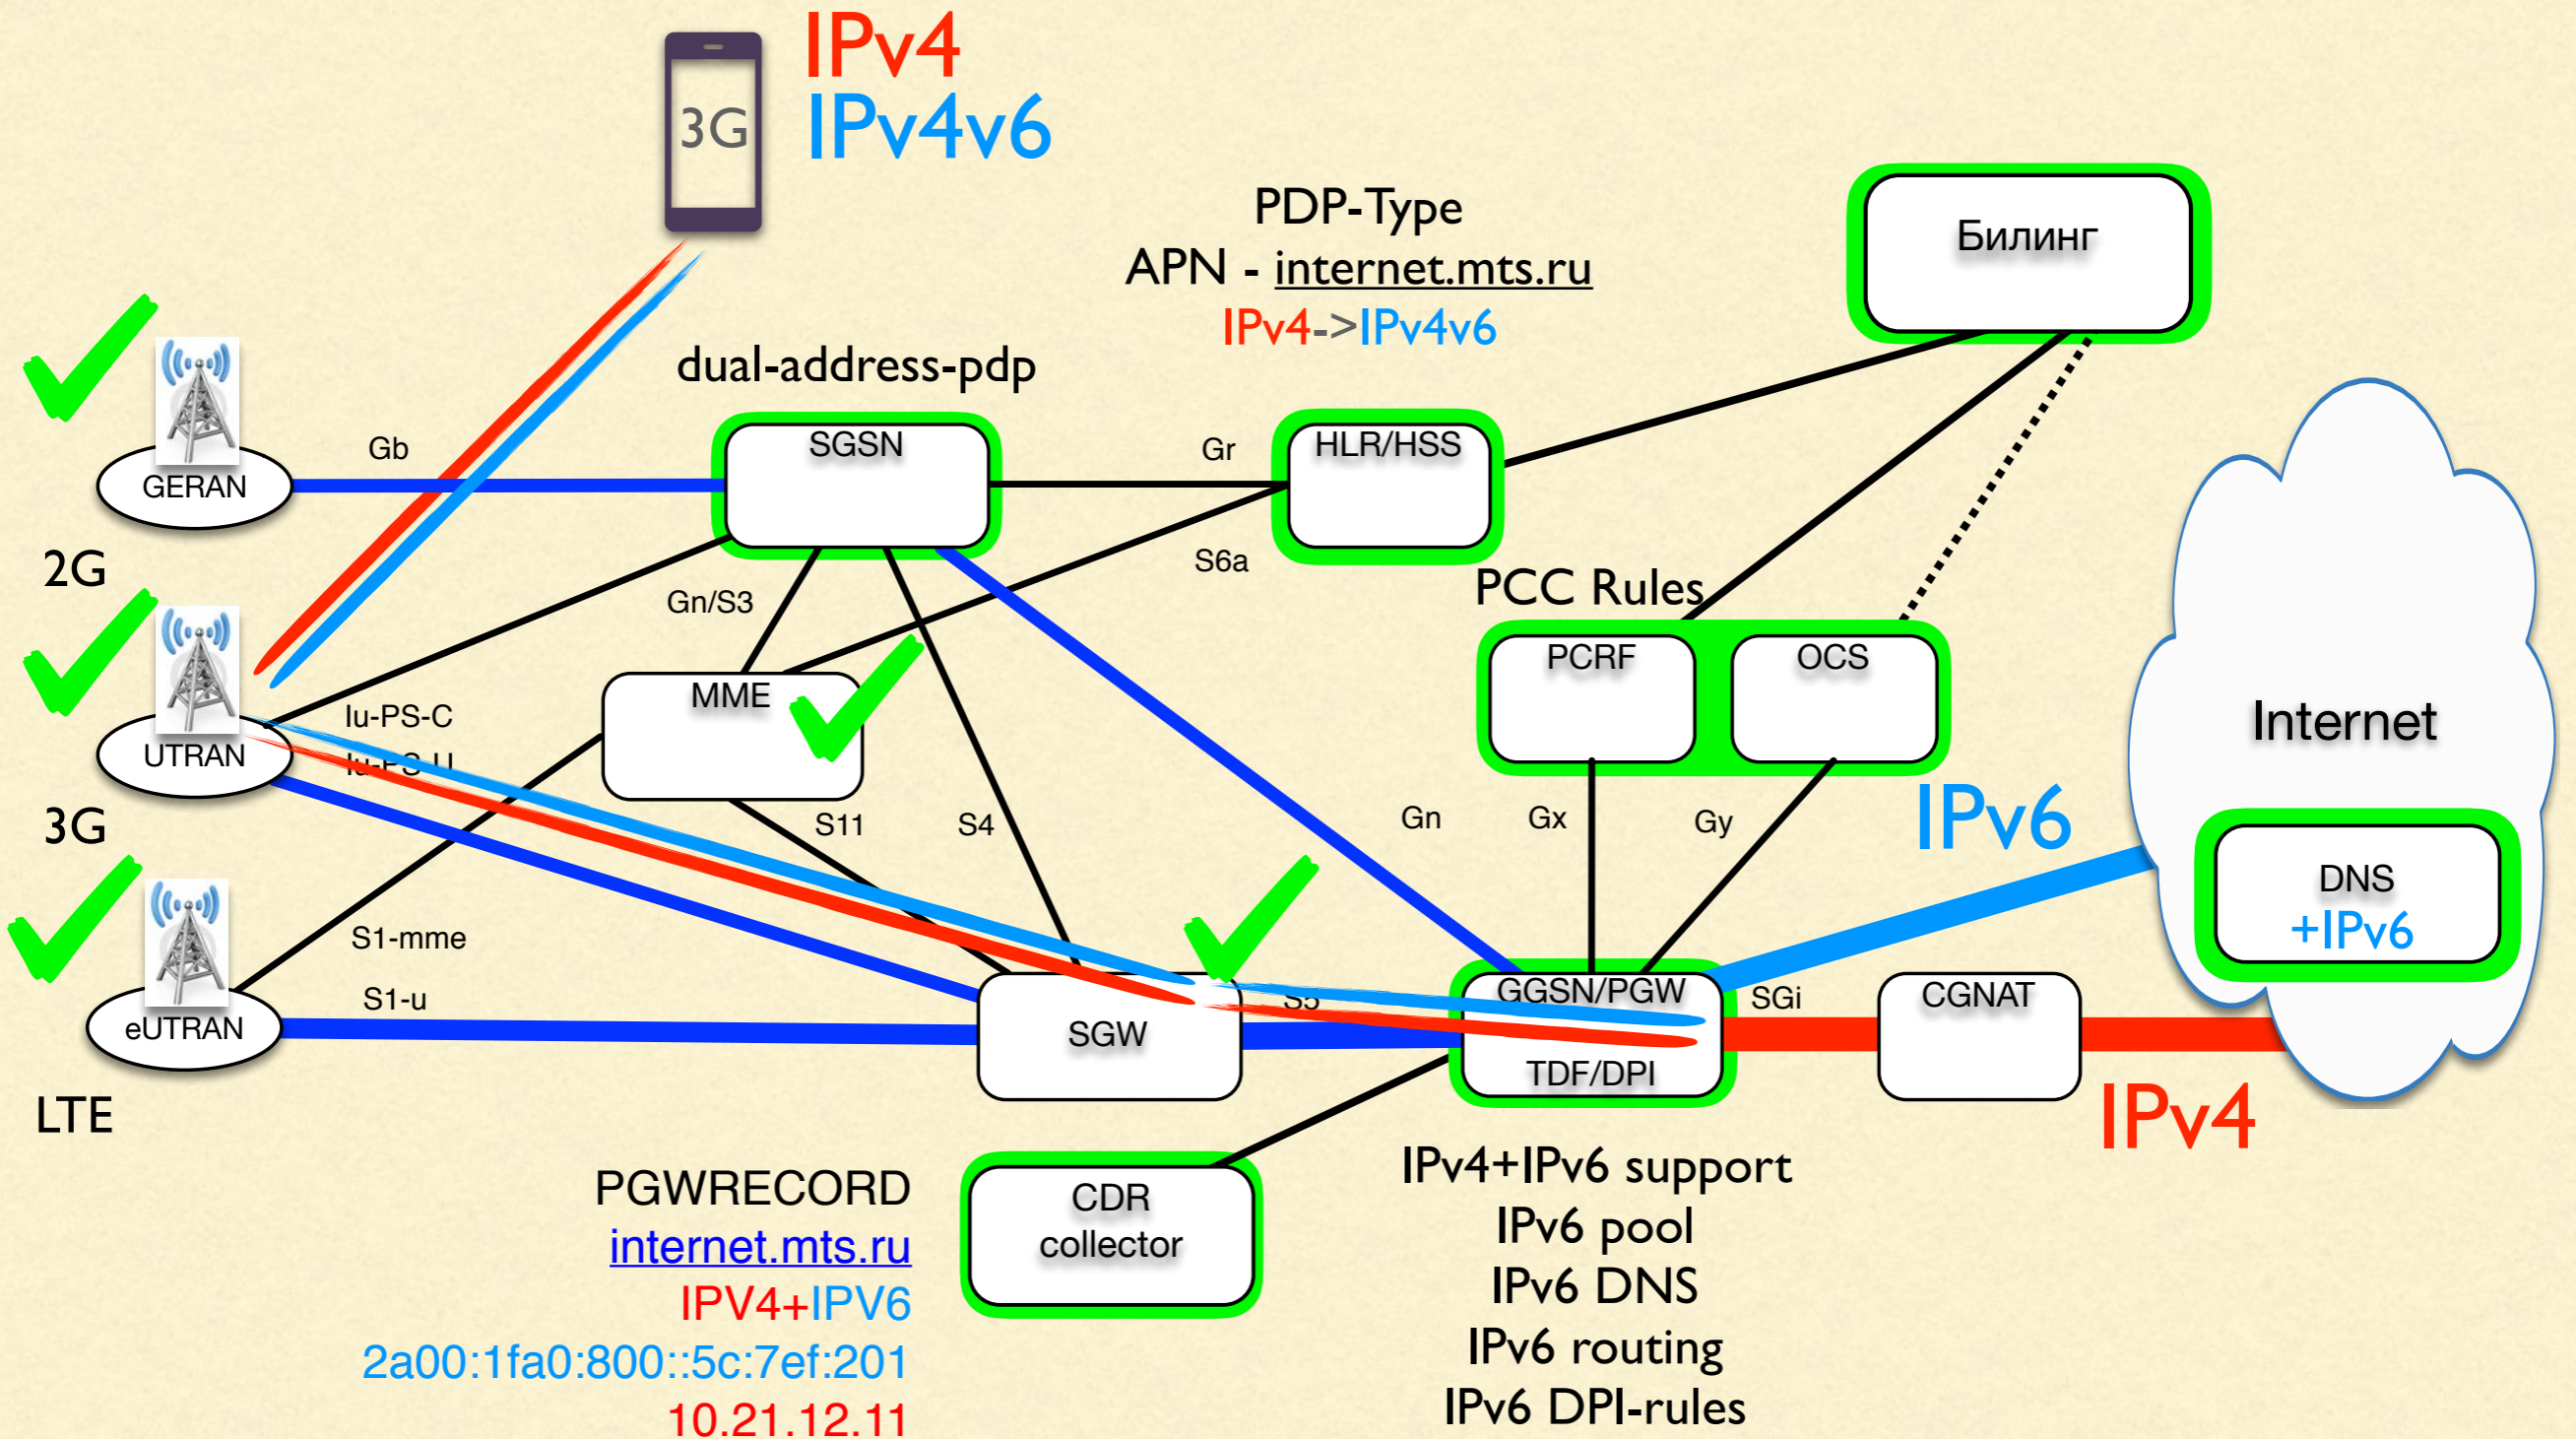 IPv4
IPv4v6
3G
PDP-Type
APN - internet.mts.ru
IPv4->IPv4v6
Билинг
dual-address-pdp
SGSN
Gb
Gr
HLR/HSS
GERAN
2G
Gn/S3
S6a
PCC Rules
PCRF
OCS
MME
Iu-PS-C
Iu-PS-U
UTRAN
3G
S11
S4
Gn
Gx
Gy
Internet
IPv6
DNS
+IPv6
S1-mme
S1-u
eUTRAN
LTE
SGW
S5
GGSN/PGW
TDF/DPI
SGi
CGNAT
IPv4
PGWRECORD
internet.mts.ru
IPV4+IPV6
2a00:1fa0:800::5c:7ef:201
10.21.12.11
CDR
collector
IPv4+IPv6 support
IPv6 pool
IPv6 DNS
IPv6 routing
IPv6 DPI-rules